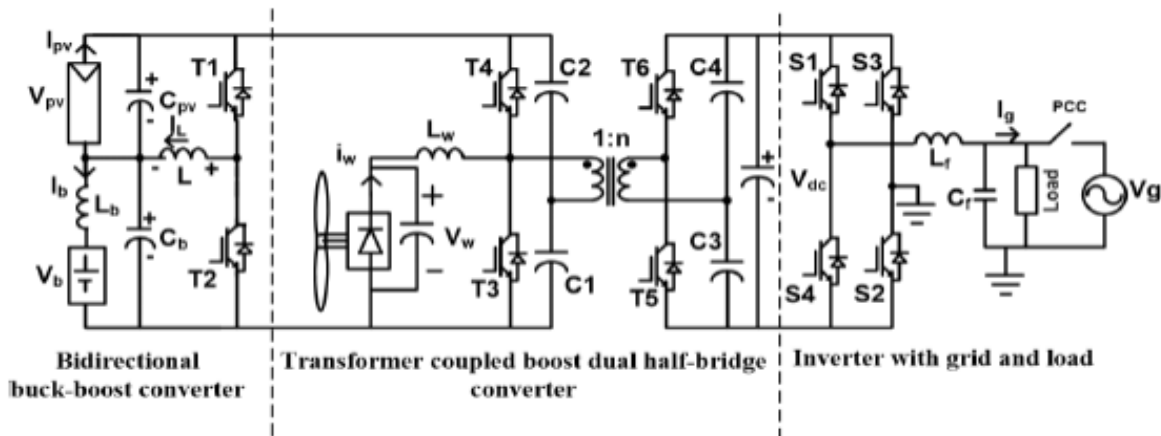 Ipv
Vpv
Cpv
T1
IL
L
Ib
Lb
Cb
Vb
T2
iw
Lw
Vw
T4
T3
C2
C1
1:n
T6
T5
C4
C3
Vdc
S1
S3
S4
S2
Lf
Cf
Ig
PCC
Load
Vg
Bidirectional
buck-boost converter
Transformer coupled boost dual half-bridge
converter
Inverter with grid and load